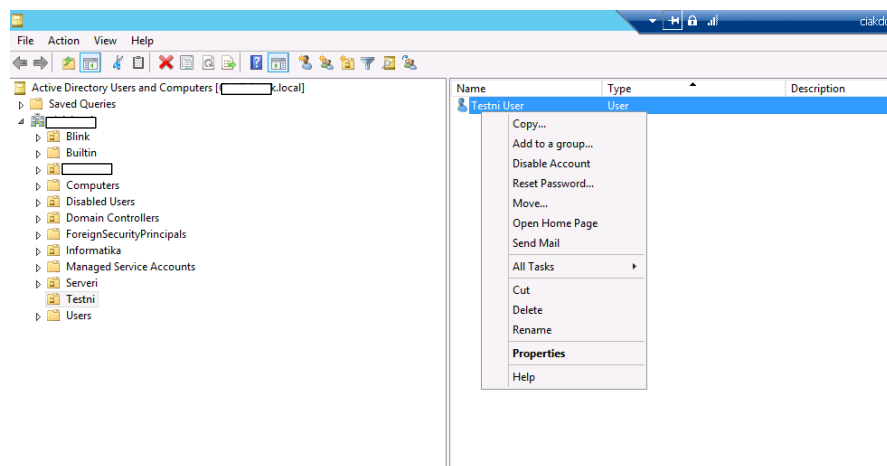 ciakdo
File Action View Help
Active Directory Users and Computers [ k.local]
Saved Queries
Blink
Builtin
Computers
Disabled Users
Domain Controllers
ForeignSecurityPrincipals
Informatika
Managed Service Accounts
Serveri
Testni
Users
Name Type Description
Testni User User
Copy...
Add to a group...
Disable Account
Reset Password...
Move...
Open Home Page
Send Mail
All Tasks
Cut
Delete
Rename
Properties
Help